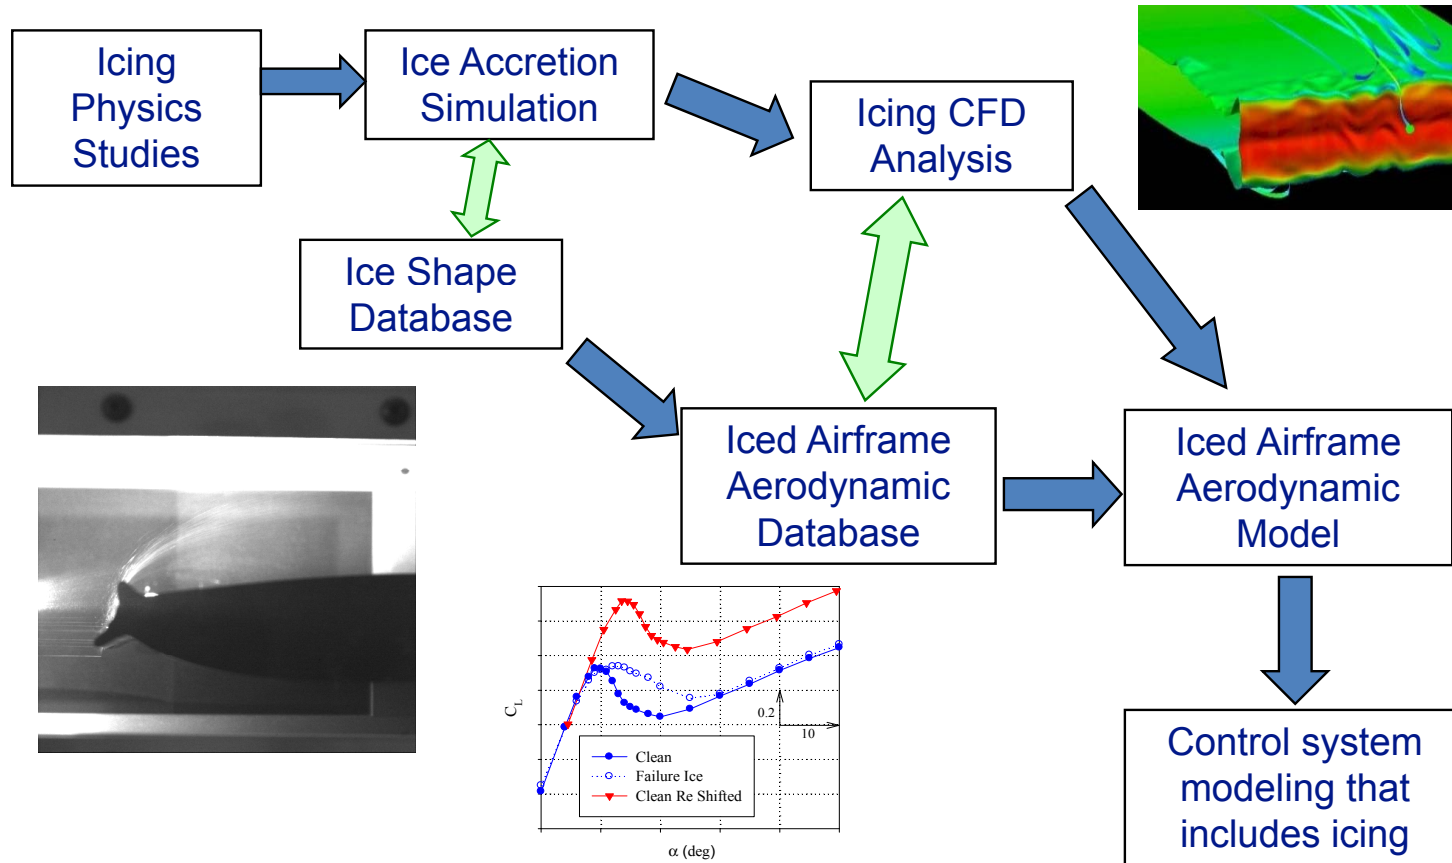 Icing
Physics
Studies
Ice Accretion
Simulation
Icing CFD
Analysis
Ice Shape
Database
Iced Airframe
Aerodynamic
Database
Iced Airframe
Aerodynamic
Model
Control system
modeling that
includes icing
C_L
0.2
10
Clean
Failure Ice
Clean Re Shifted
α (deg)